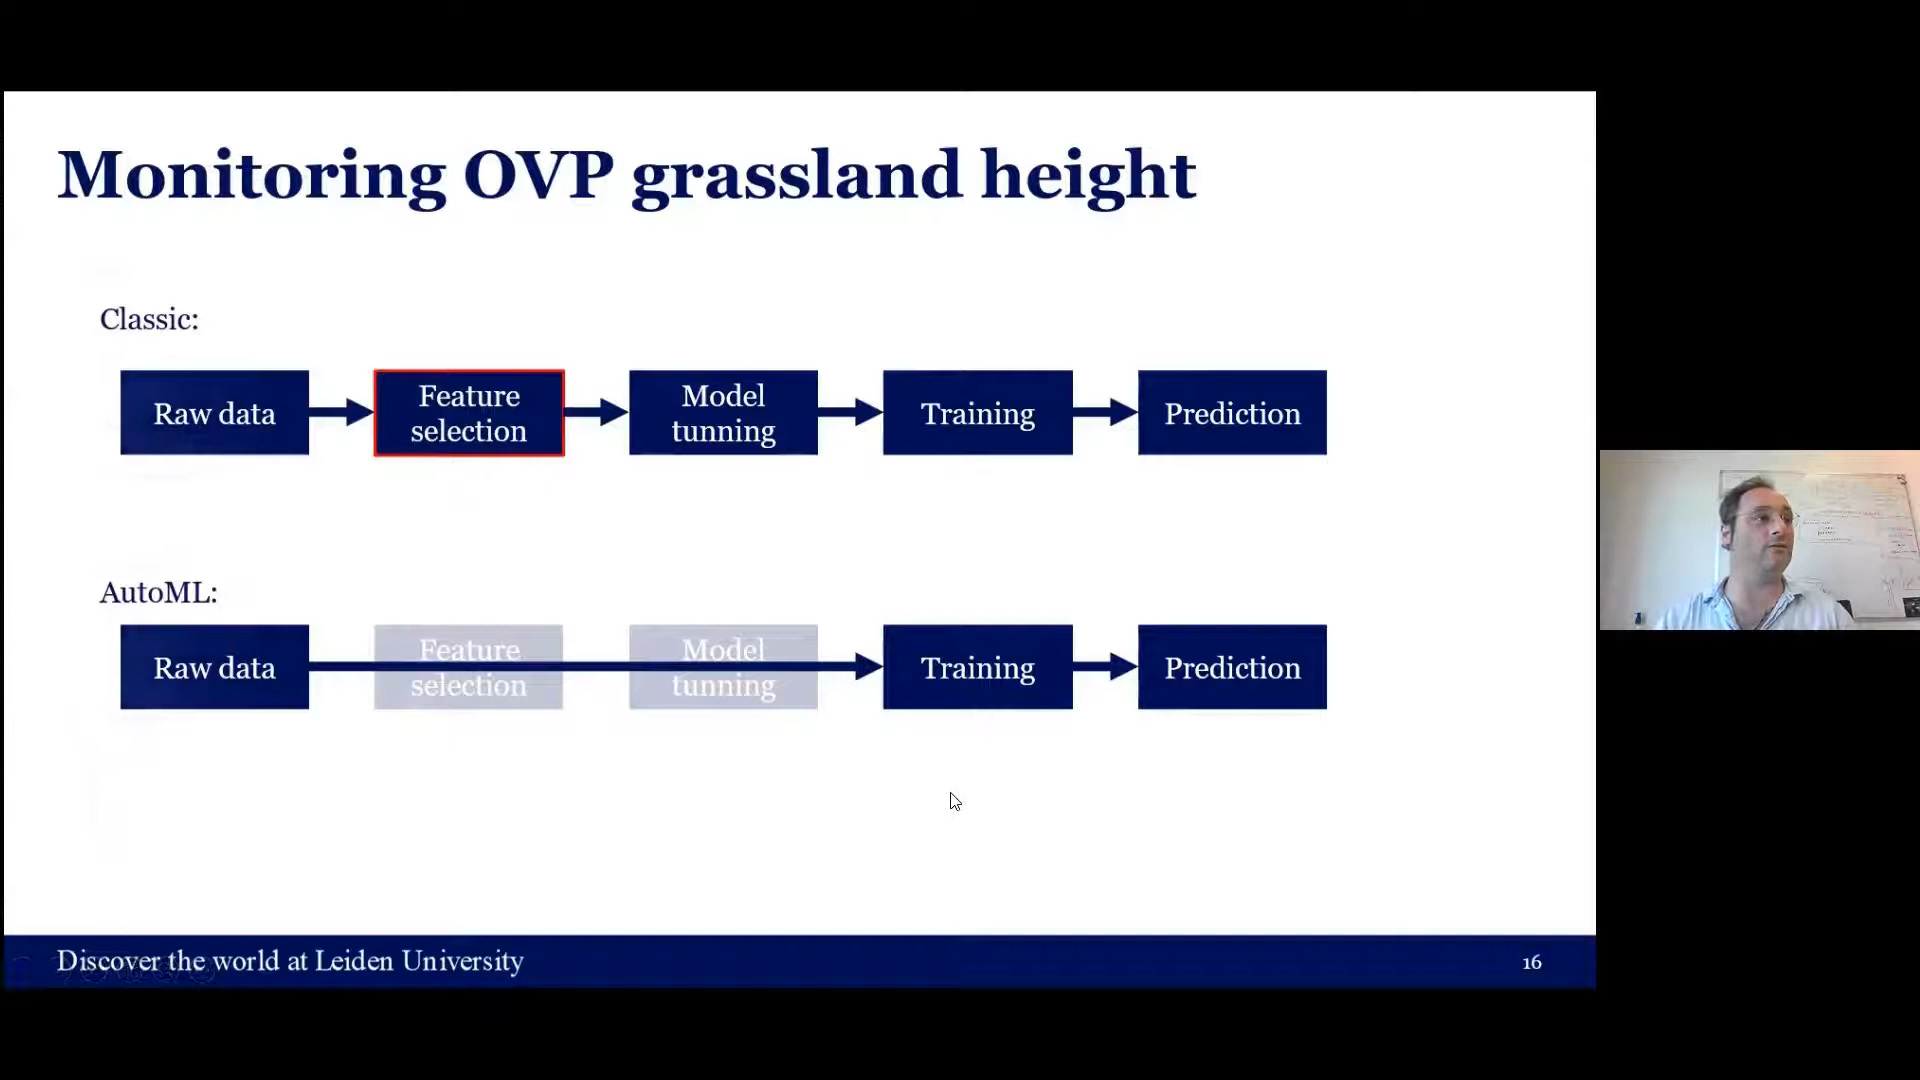 Monitoring OVP grassland height
Classic:
Raw data
Feature
selection
Model
tunning
Training
Prediction
AutoML:
Raw data
Feature
selection
Model
tunning
Training
Prediction
Discover the world at Leiden University
16